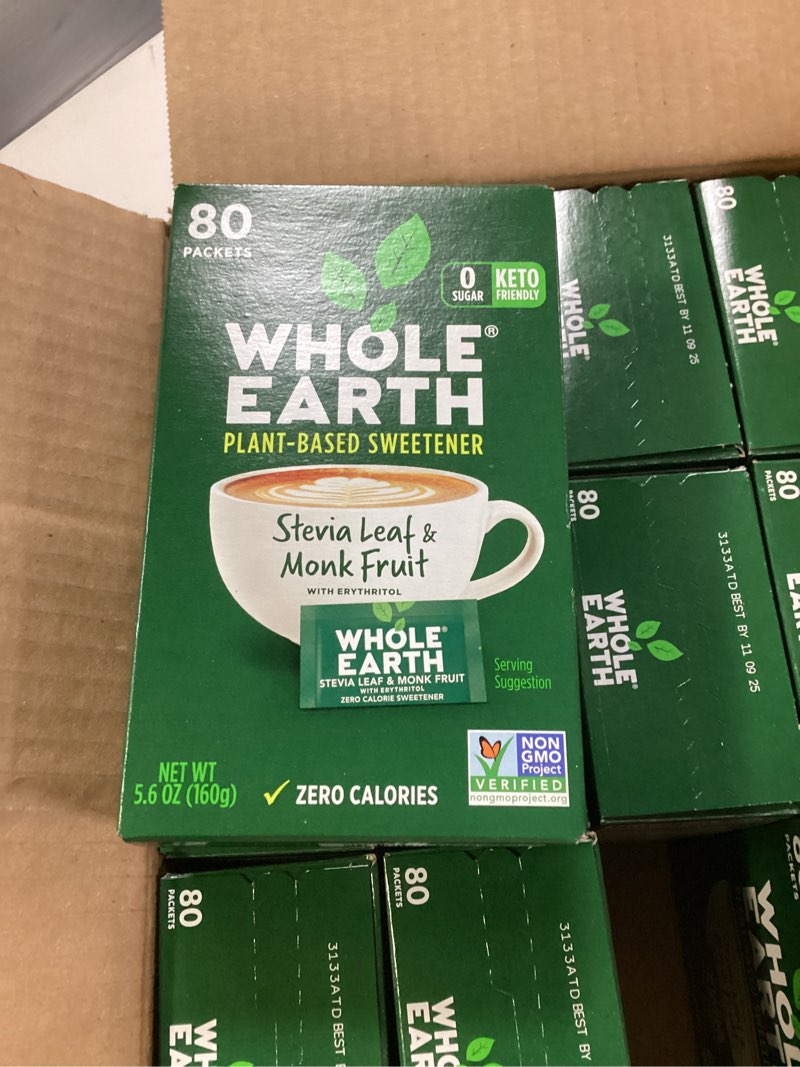 80
PACKETS
0
SUGAR
KETO
FRIENDLY
WHOLE®
EARTH
PLANT-BASED SWEETENER
Stevia Leaf &
Monk Fruit
WITH ERYTHRITOL
WHOLE®
EARTH
STEVIA LEAF & MONK FRUIT
WITH ERYTHRITOL
ZERO CALORIE SWEETENER
Serving
Suggestion
NON
GMO
Project
VERIFIED
nongmoproject.org
NET WT
5.6 OZ (160g)
✓ ZERO CALORIES
WHOLE®
3133ATD BEST BY 11 09 25
80
WHOLE®
EARTH
80
PACKETS
WHOLE®
EARTH
3133ATD BEST BY 11 09 25
80
PACKETS
80
PACKETS
3133ATD BEST
80
PACKETS
3133ATD BEST BY